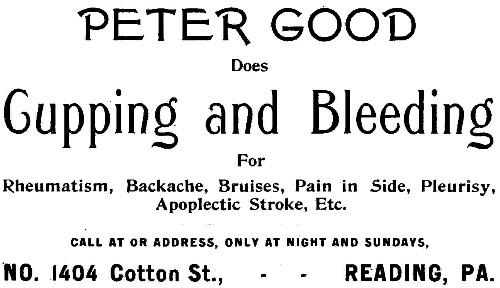 PETER GOOD
Does
Cupping and Bleeding
For
Rheumatism, Backache, Bruises, Pain in Side, Pleurisy,
Apoplectic Stroke, Etc.
CALL AT OR ADDRESS, ONLY AT NIGHT AND SUNDAYS,
NO. 1404 Cotton St., - - READING, PA.